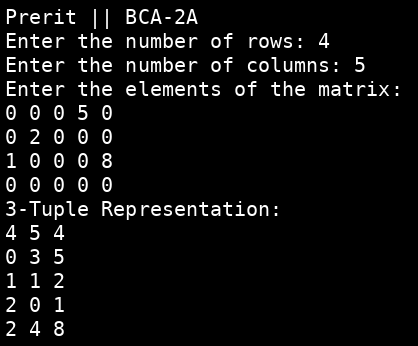 Prerit || BCA-2A
Enter the number of rows: 4
Enter the number of columns: 5
Enter the elements of the matrix:
0 0 0 5 0
0 2 0 0 0
1 0 0 0 8
0 0 0 0 0
3-Tuple Representation:
4 5 4
0 3 5
1 1 2
2 0 1
2 4 8